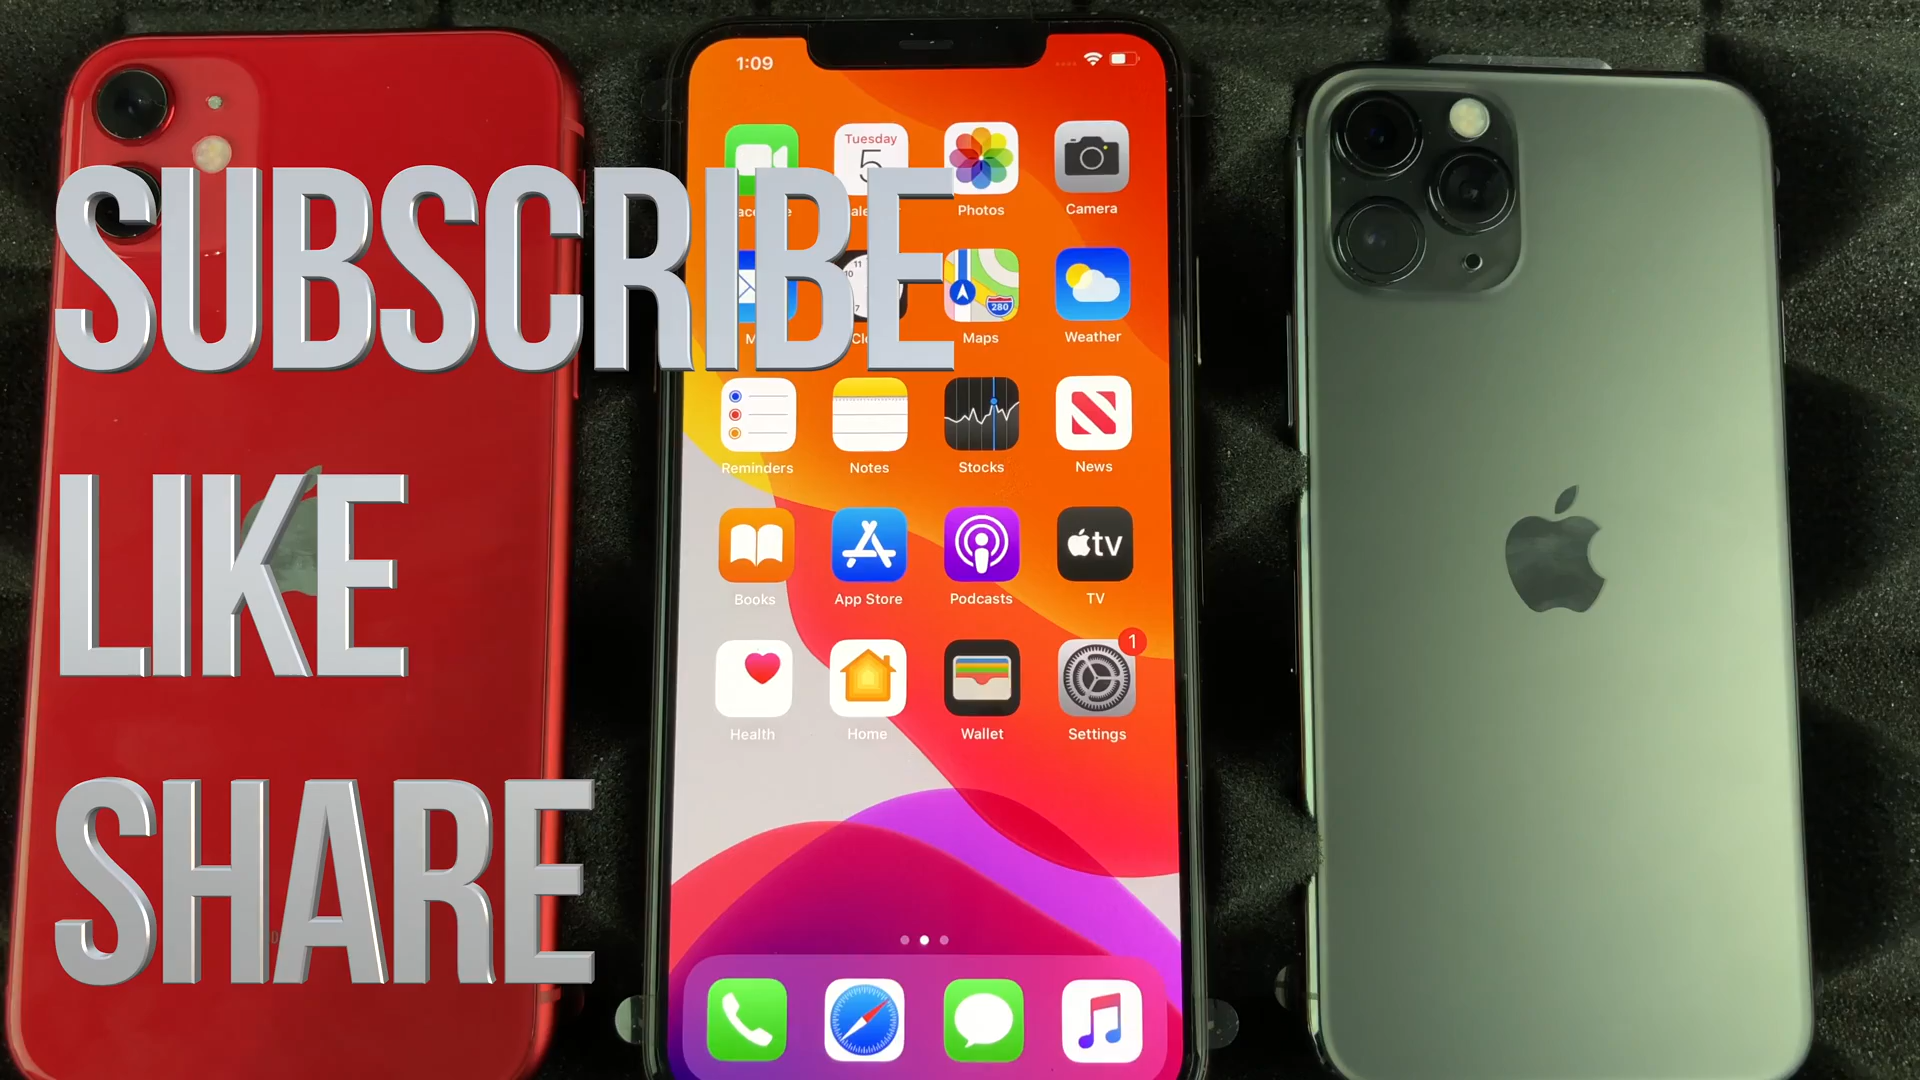 SUBSCRIBE
LIKE
SHARE
1:09
Tuesday
5
Photos
Camera
280
Maps
Weather
Reminders
Notes
Stocks
News
tv
Books
App Store
Podcasts
TV
1
Health
Home
Wallet
Settings